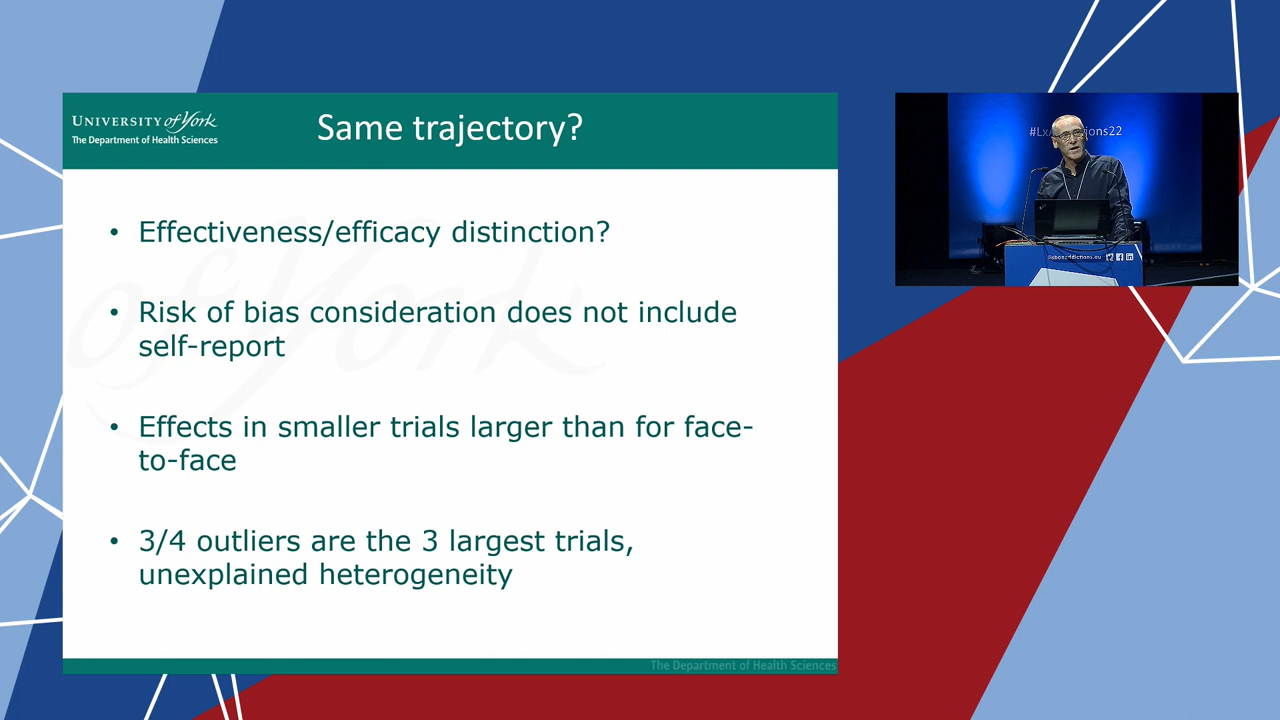 UNIVERSITY of York
The Department of Health Sciences
Same trajectory?
• Effectiveness/efficacy distinction?
• Risk of bias consideration does not include
self-report
• Effects in smaller trials larger than for face-
to-face
• 3/4 outliers are the 3 largest trials,
unexplained heterogeneity
The Department of Health Sciences
of York